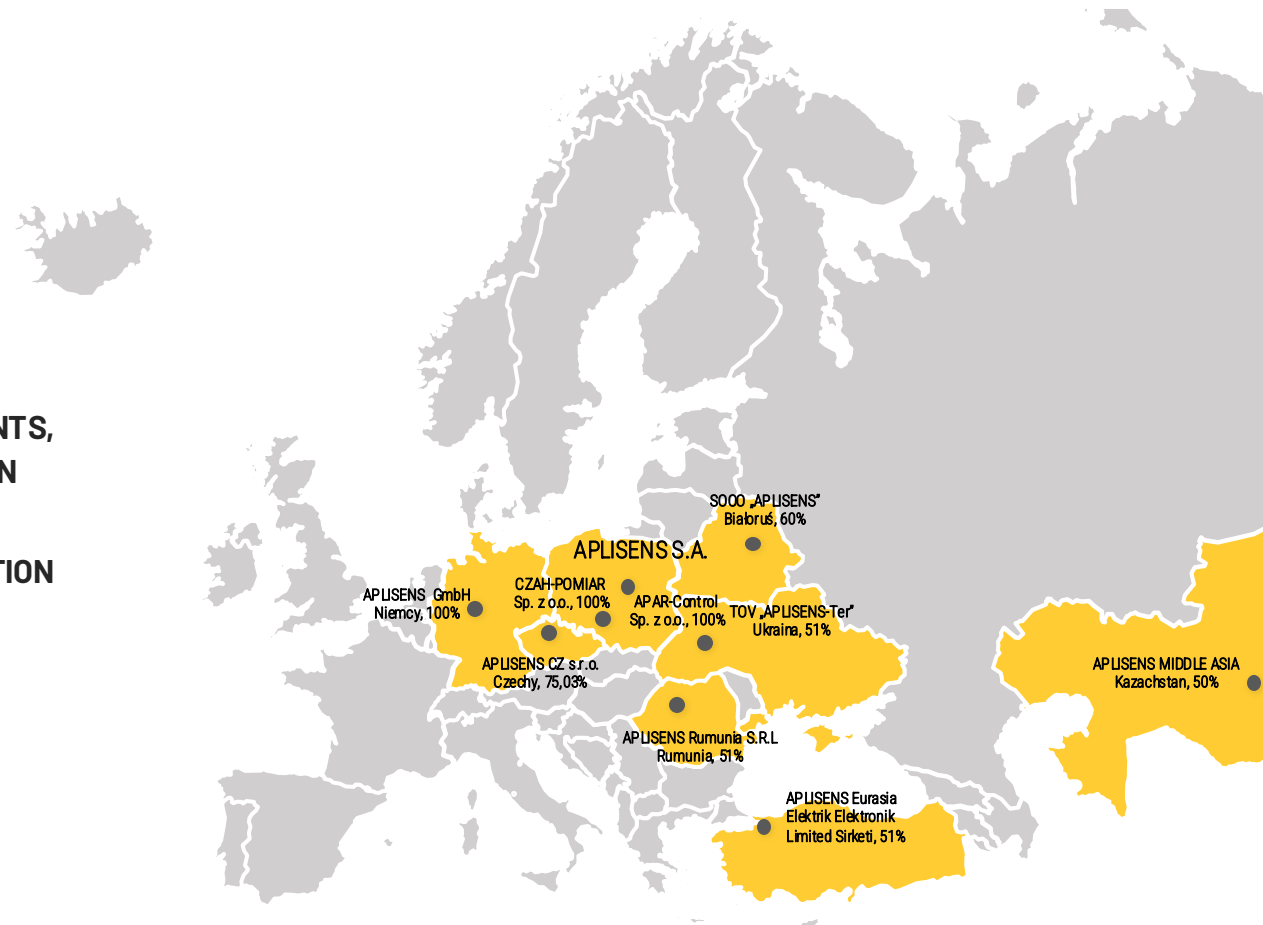 NTS,
N
TION
SOOO „APLISENS”
Białoruś, 60%
APLISENS S.A.
CZAH-POMIAR
Sp. z o.o., 100%
APAR-Control
Sp. z o.o., 100%
APLISENS GmbH
Niemcy, 100%
TOV „APLISENS-Ter”
Ukraina, 51%
APLISENS CZ s.r.o.
Czechy, 75,03%
APLISENS MIDDLE ASIA
Kazachstan, 50%
APLISENS Rumunia S.R.L
Rumunia, 51%
APLISENS Eurasia
Elektrik Elektronik
Limited Sirketi, 51%